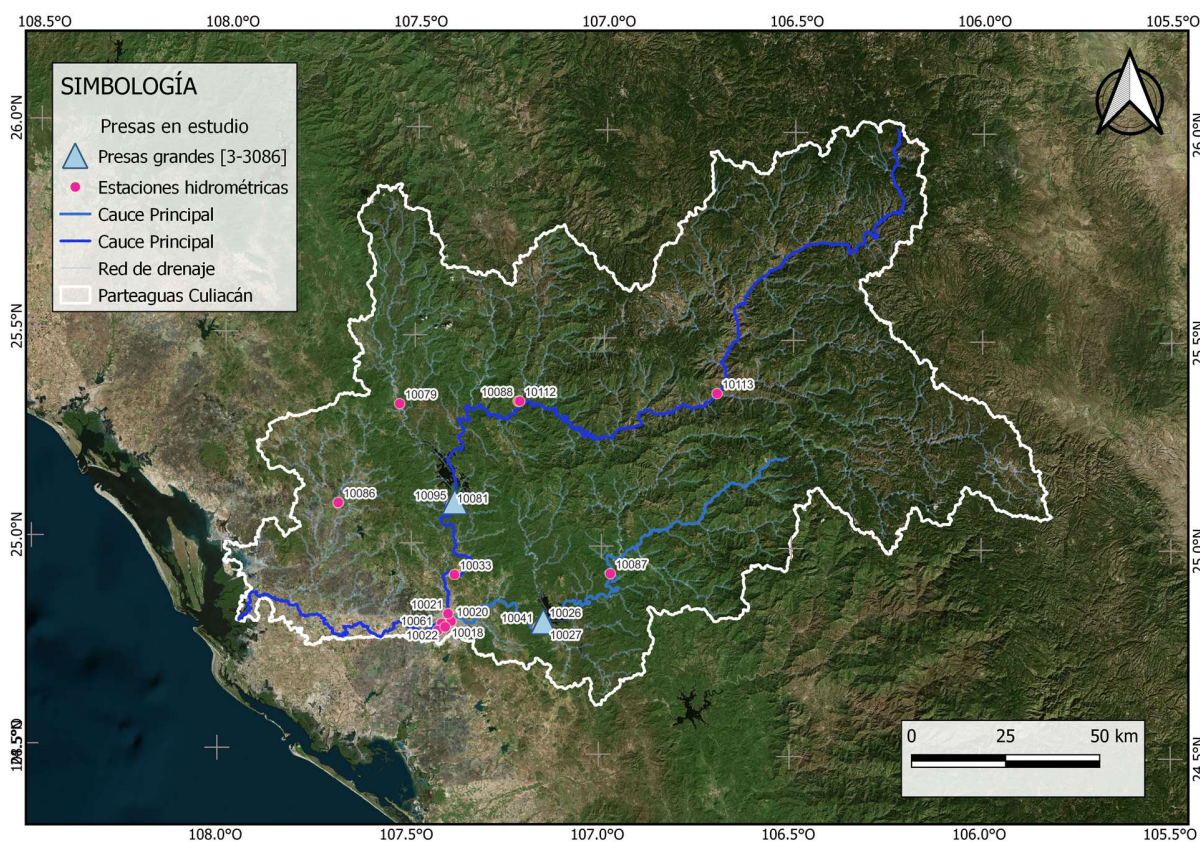 108.5°O 108.0°O 107.5°O 107.0°O 106.5°O 106.0°O 105.5°O
SIMBOLOGÍA
Presas en estudio
Presas grandes [3-3086]
Estaciones hidrométricas
Cauce Principal
Cauce Principal
Red de drenaje
Parteaguas Culiacán
26.0°N
26.0°N
25.5°N
25.5°N
10079
10088
10112
10113
10086
10095
10081
25.0°N
25.0°N
10033
10087
10021
10020
10061
10022
10018
10041
10026
10027
24.5°N
0 25 50 km
108.0°O 107.5°O 107.0°O 106.5°O 106.0°O 105.5°O